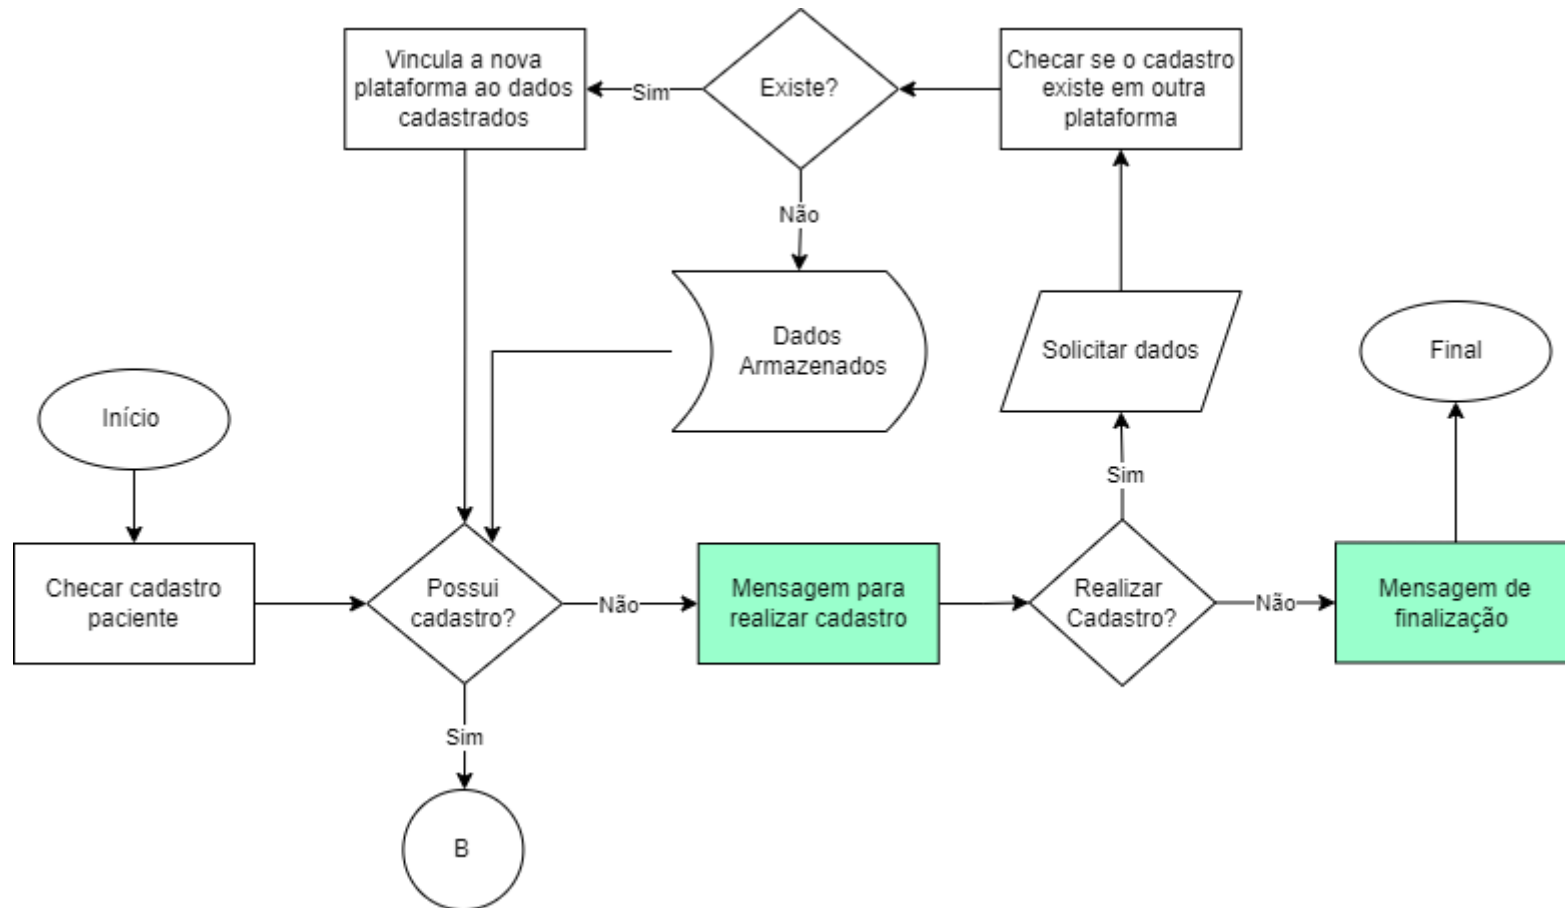 Vincula a nova
plataforma ao dados
cadastrados
Sim
Existe?
Checar se o cadastro
existe em outra
plataforma
Não
Dados
Armazenados
Solicitar dados
Final
Início
Sim
Checar cadastro
paciente
Possui
cadastro?
Não
Mensagem para
realizar cadastro
Realizar
Cadastro?
Não
Mensagem de
finalização
Sim
B